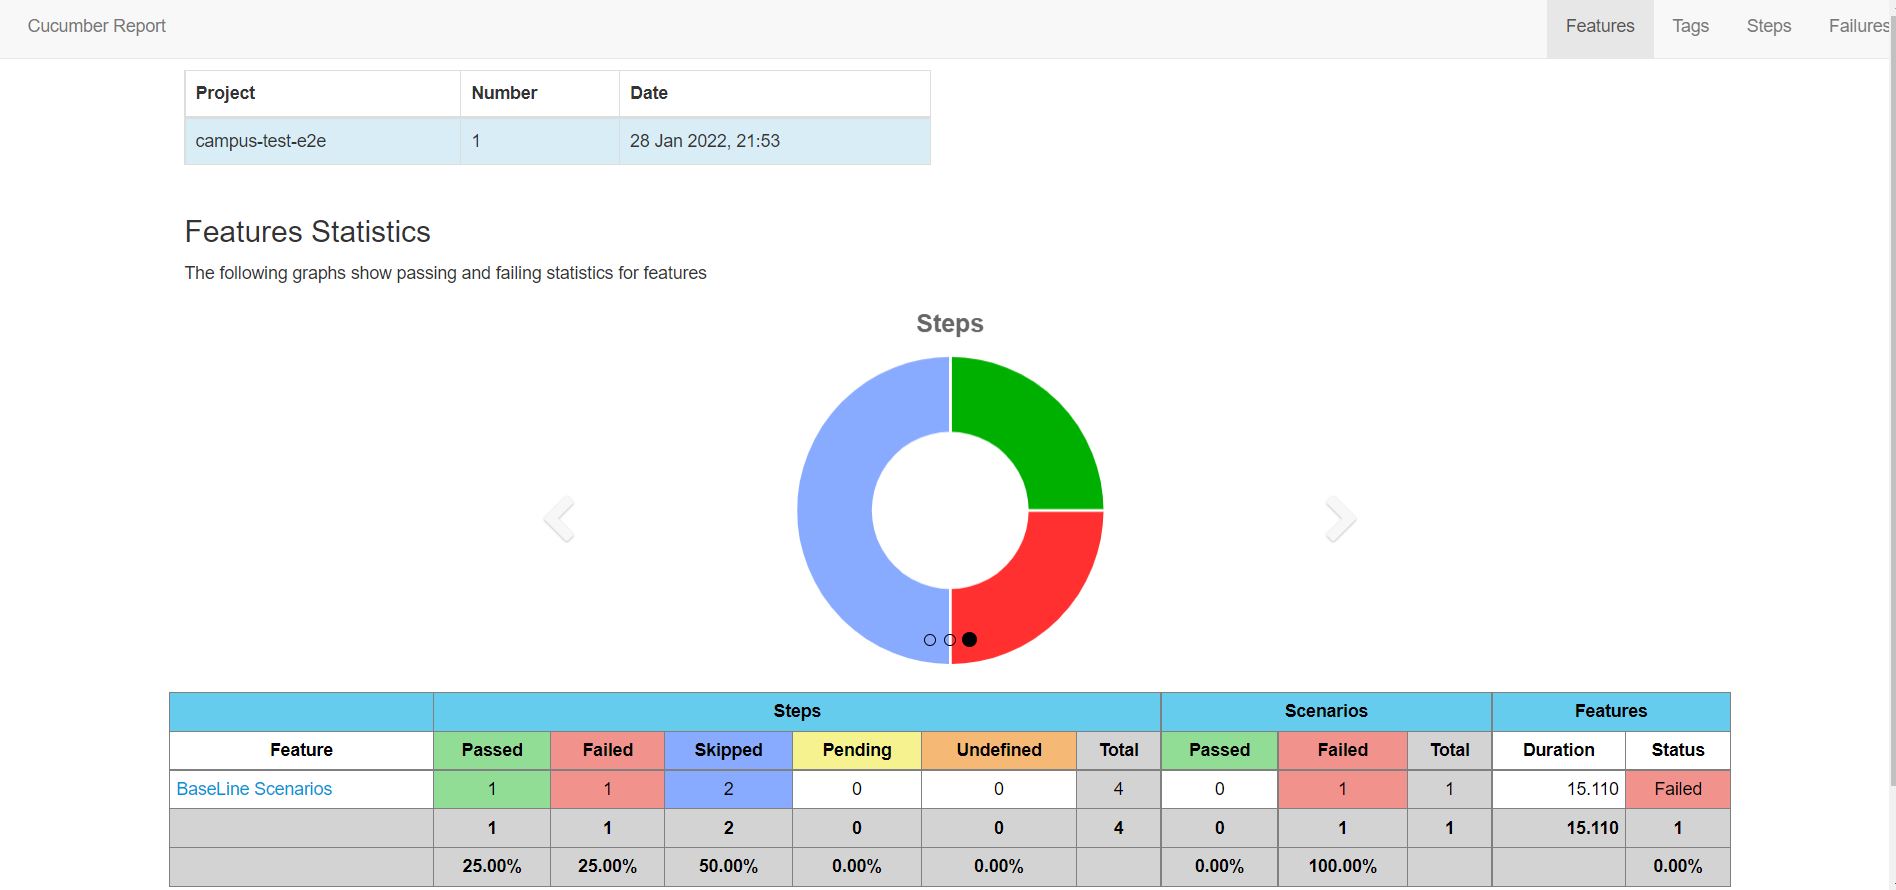 Cucumber Report Features Tags Steps Failures
Project Number Date
campus-test-e2e 1 28 Jan 2022, 21:53
Features Statistics
The following graphs show passing and failing statistics for features
Steps
Steps Scenarios Features
Feature Passed Failed Skipped Pending Undefined Total Passed Failed Total Duration Status
BaseLine Scenarios 1 1 2 0 0 4 0 1 1 15.110 Failed
1 1 2 0 0 4 0 1 1 15.110 1
25.00% 25.00% 50.00% 0.00% 0.00% 0.00% 100.00% 0.00%